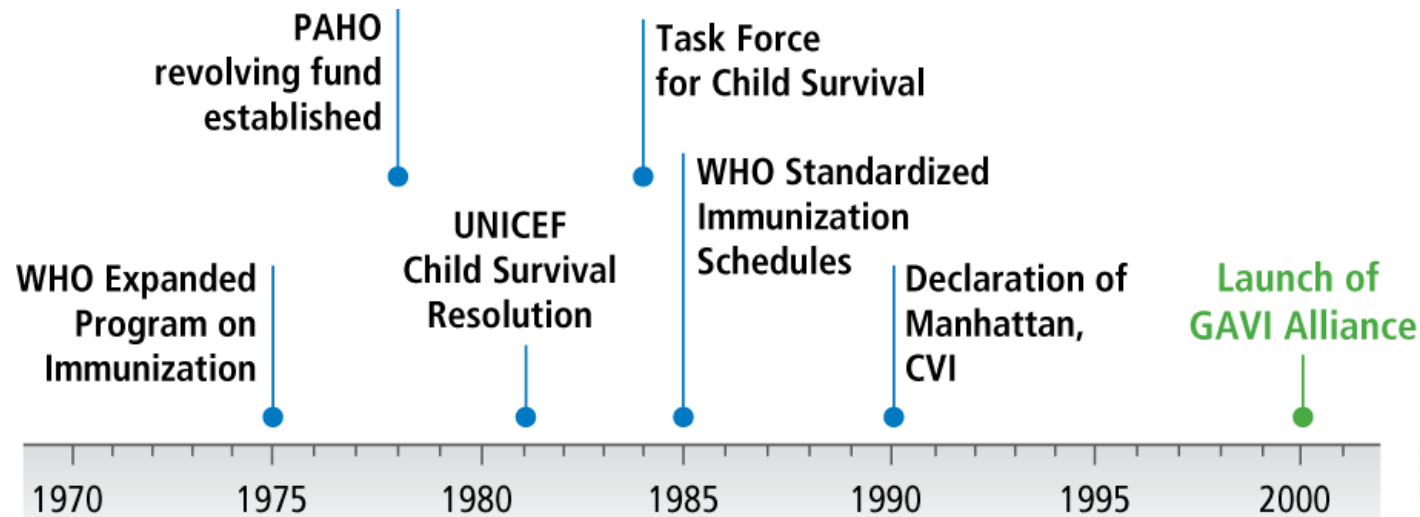 PAHO
revolving fund
established
Task Force
for Child Survival
WHO Standardized
Immunization
Schedules
UNICEF
Child Survival
Resolution
WHO Expanded
Program on
Immunization
Declaration of
Manhattan,
CVI
Launch of
GAVI Alliance
1970 1975 1980 1985 1990 1995 2000